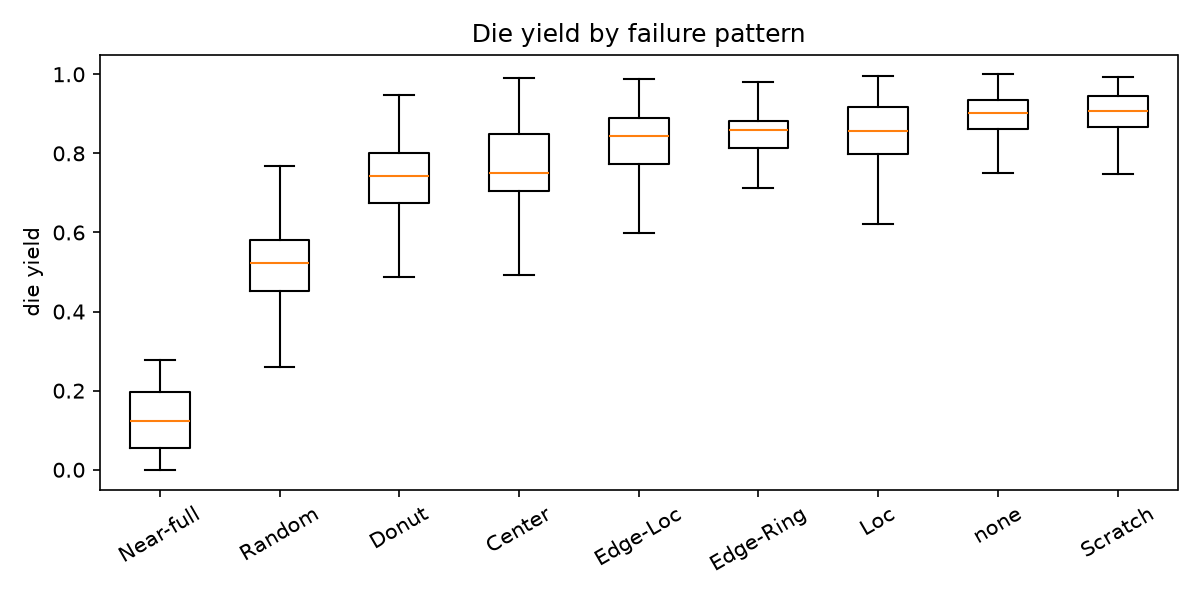 Die yield by failure pattern
die yield
1.0
0.8
0.6
0.4
0.2
0.0
Near-full
Random
Donut
Center
Edge-Loc
Edge-Ring
Loc
none
Scratch